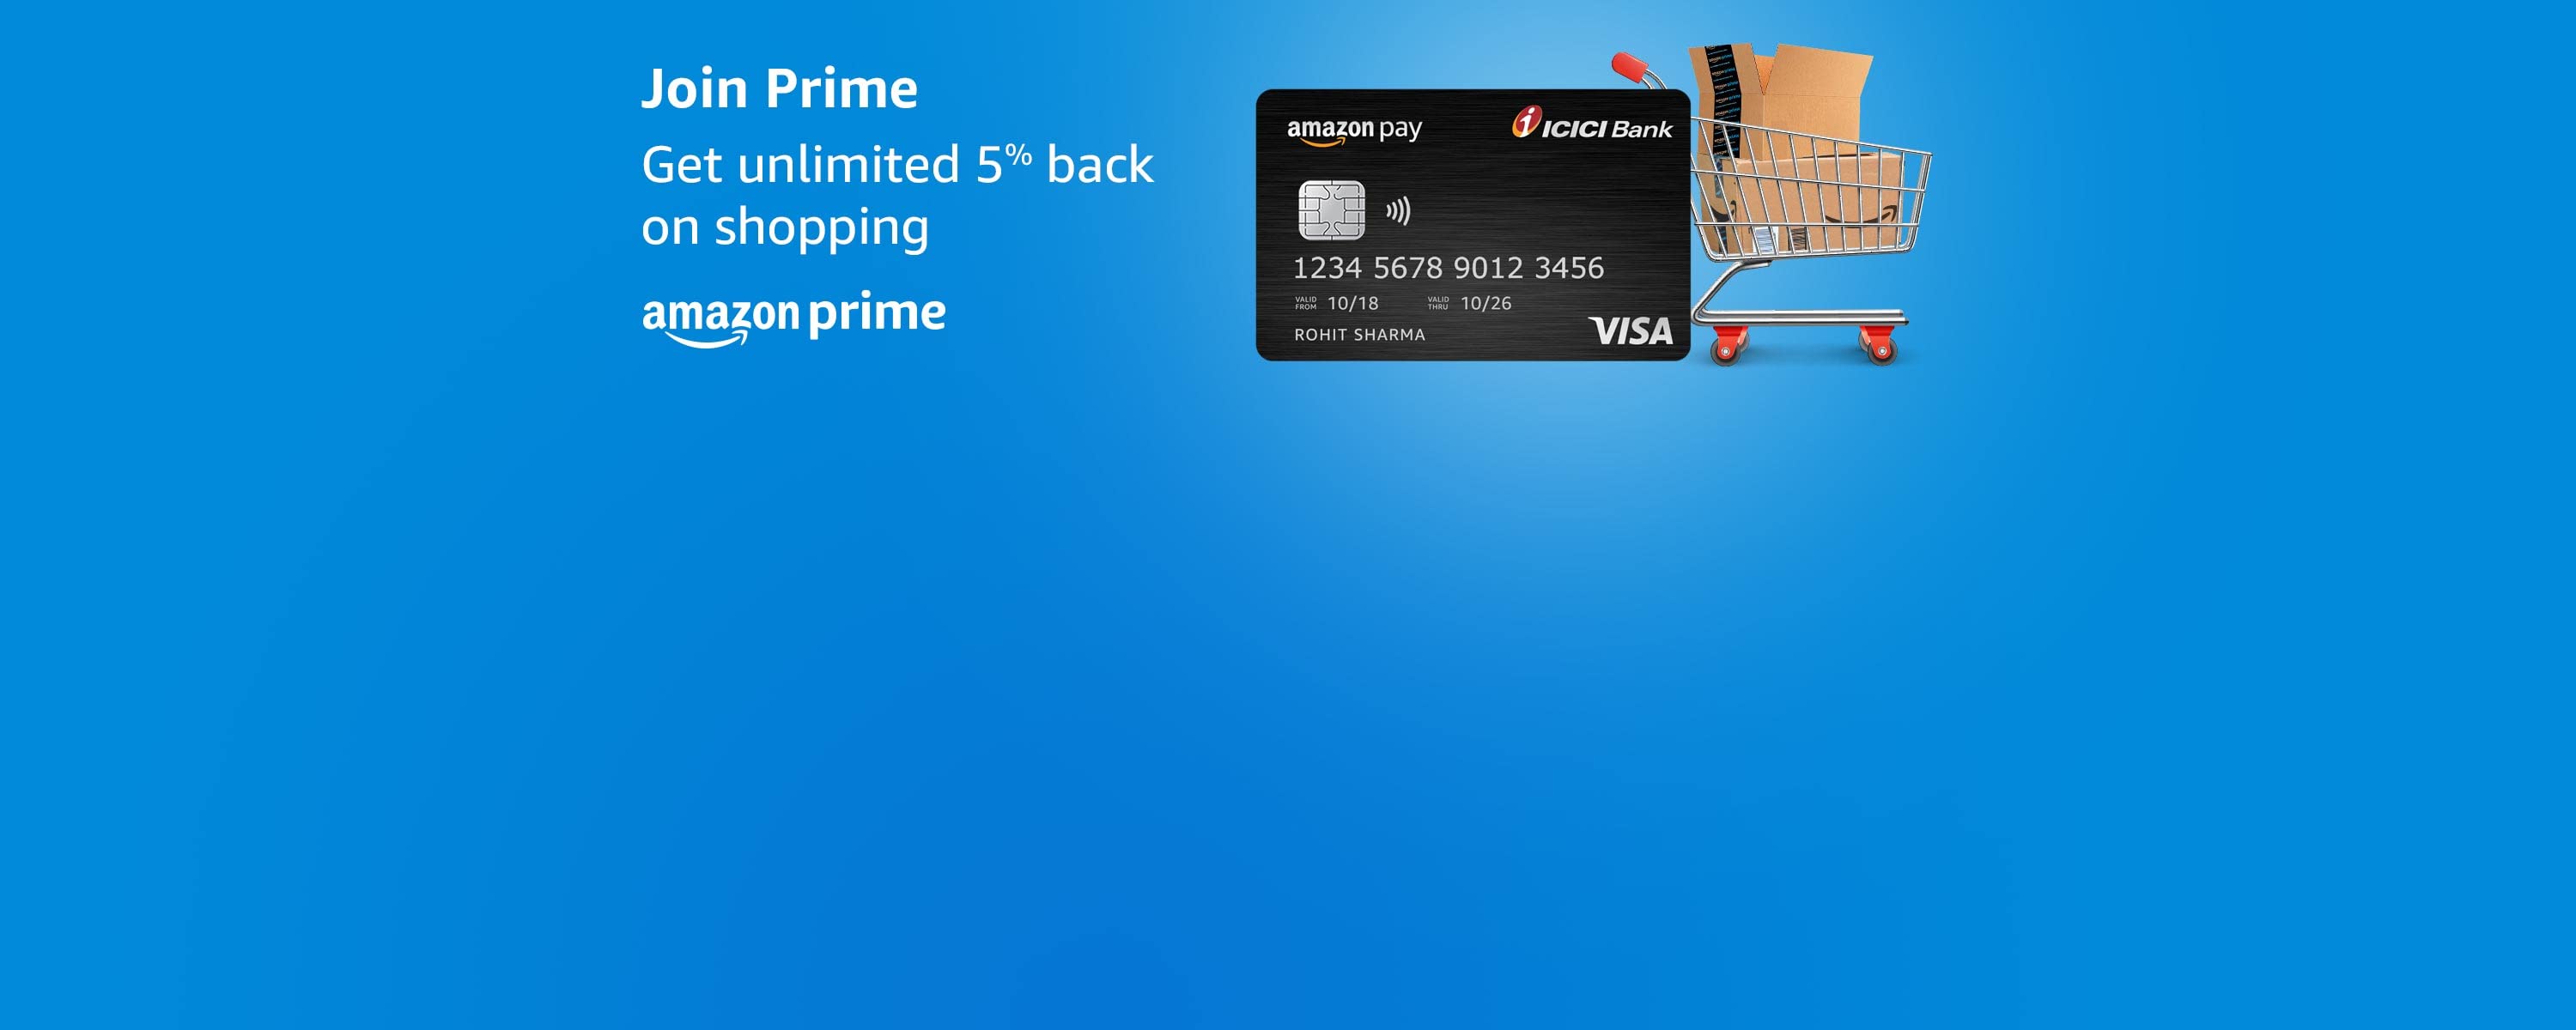 Join Prime
Get unlimited 5% back
on shopping
amazon prime
amazon pay
ICICI Bank
1234 5678 9012 3456
VALID FROM 10/18 VALID THRU 10/26
ROHIT SHARMA
VISA